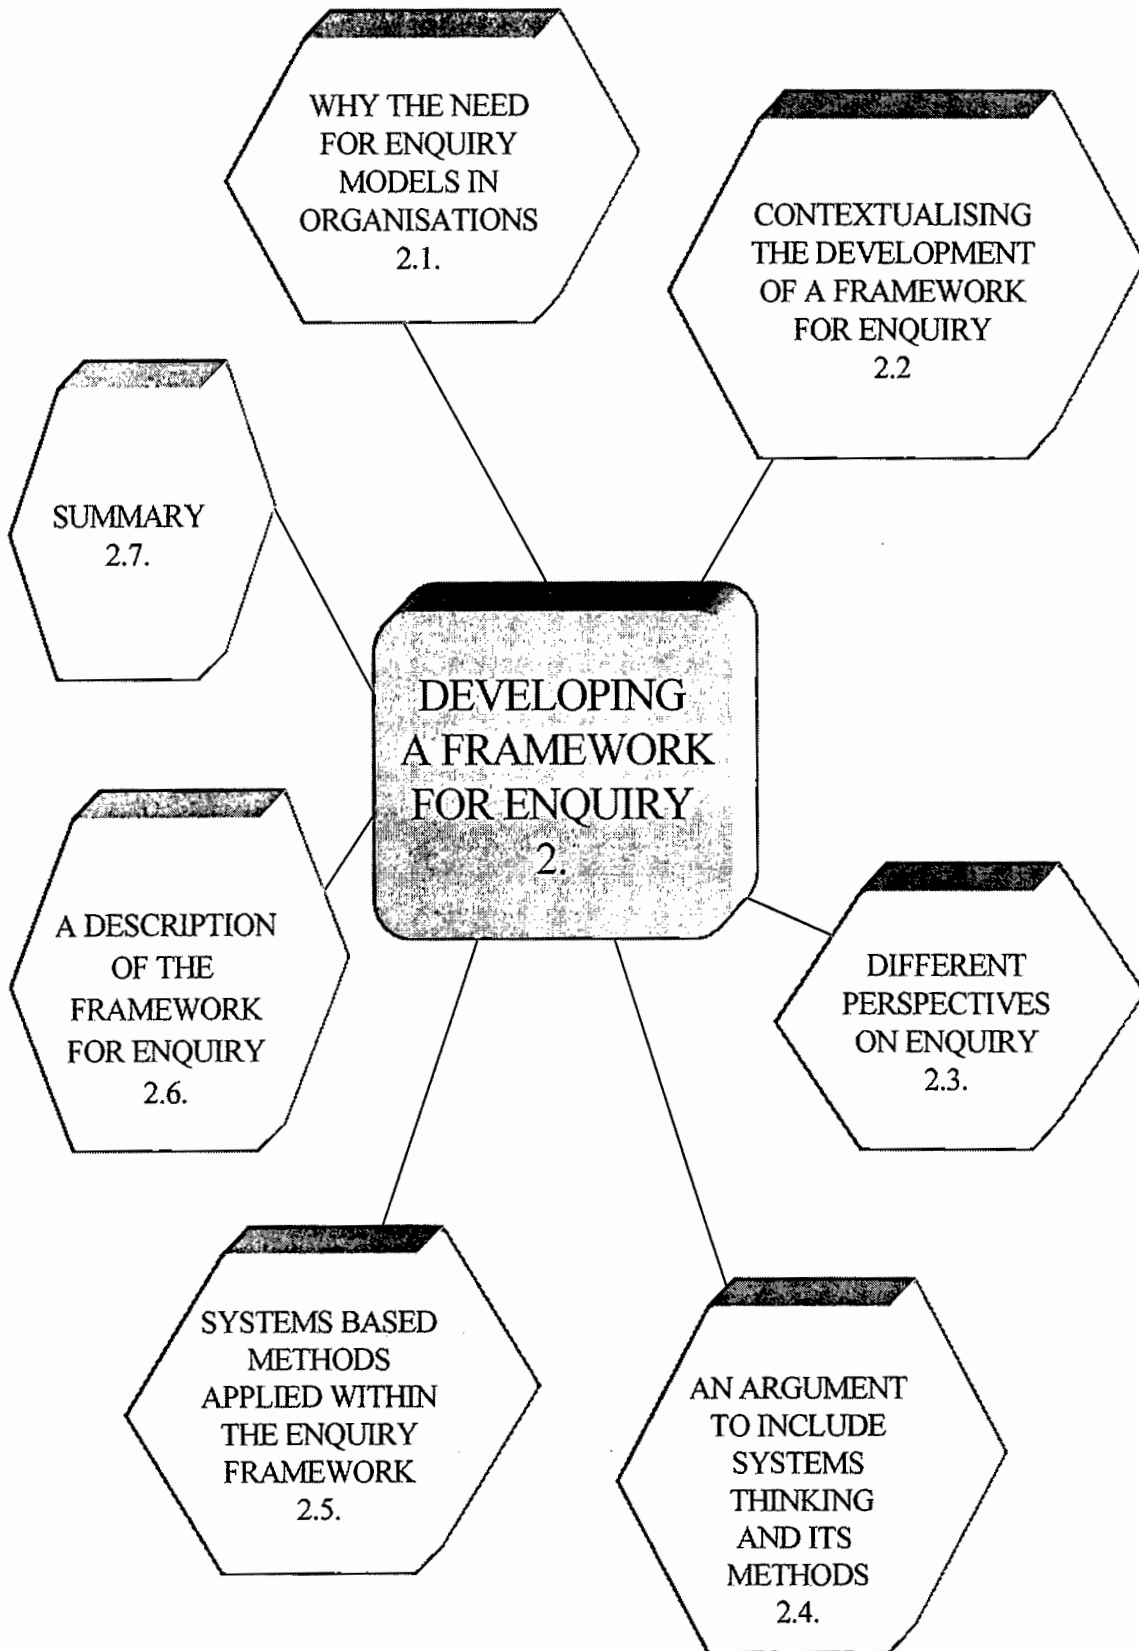 WHY THE NEED
FOR ENQUIRY
MODELS IN
ORGANISATIONS
2.1.
CONTEXTUALISING
THE DEVELOPMENT
OF A FRAMEWORK
FOR ENQUIRY
2.2
SUMMARY
2.7.
DEVELOPING
A FRAMEWORK
FOR ENQUIRY
2.
A DESCRIPTION
OF THE
FRAMEWORK
FOR ENQUIRY
2.6.
DIFFERENT
PERSPECTIVES
ON ENQUIRY
2.3.
SYSTEMS BASED
METHODS
APPLIED WITHIN
THE ENQUIRY
FRAMEWORK
2.5.
AN ARGUMENT
TO INCLUDE
SYSTEMS
THINKING
AND ITS
METHODS
2.4.